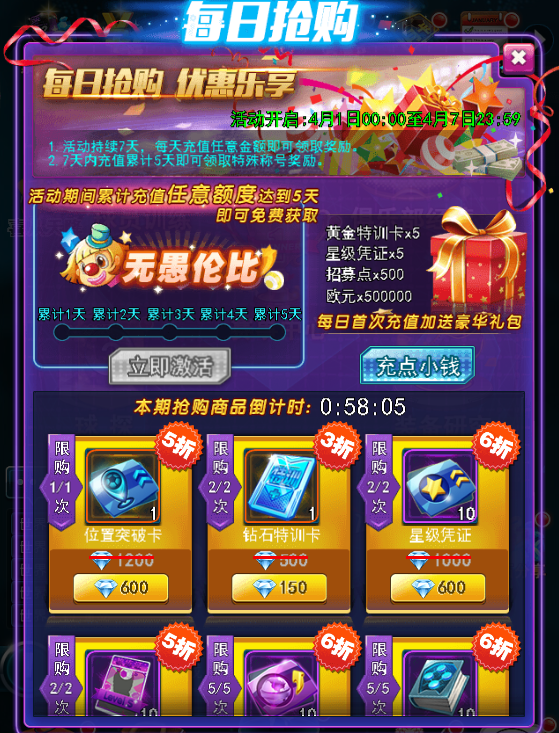 每日抢购
每日抢购 优惠乐享
活动开启:4月1日00:00至4月7日23:59
1.活动持续7天，每天充值任意金额即可领取奖励。
2.7天内充值累计5天即可领取特殊称号奖励。
活动期间累计充值任意额度达到5天
即可免费获取
无愚伦比
累计1天 累计2天 累计3天 累计4天 累计5天
立即激活
黄金特训卡x5
星级凭证x5
招募点x500
欧元x500000
每日首次充值加送豪华礼包
充点小钱
本期抢购商品倒计时: 0:58:05
限购 1/1 次
5折
1
位置突破卡
1200
600
限购 2/2 次
3折
特训
1
钻石特训卡
500
150
限购 2/2 次
6折
10
星级凭证
1000
600
限购 2/2 次
5折
Level 5
10
限购 5/5 次
6折
10
限购 5/5 次
6折
10